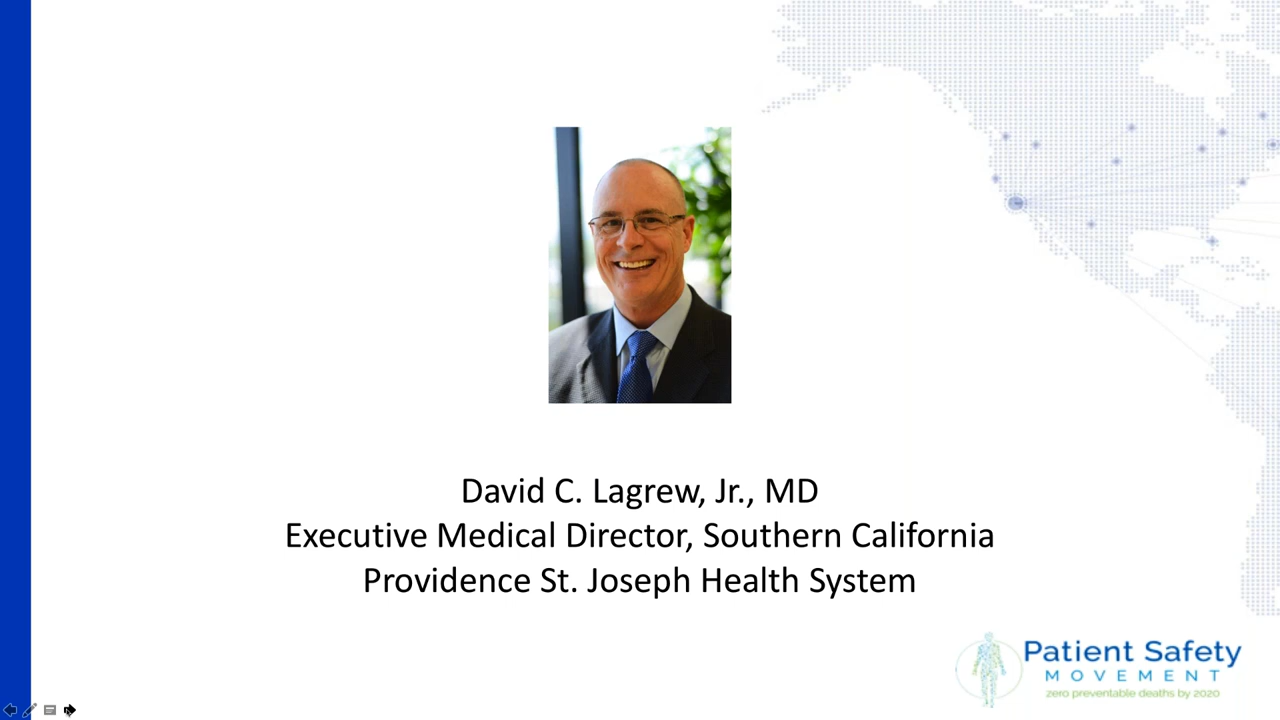 David C. Lagrew, Jr., MD
Executive Medical Director, Southern California
Providence St. Joseph Health System
Patient Safety
MOVEMENT
zero preventable deaths by 2020